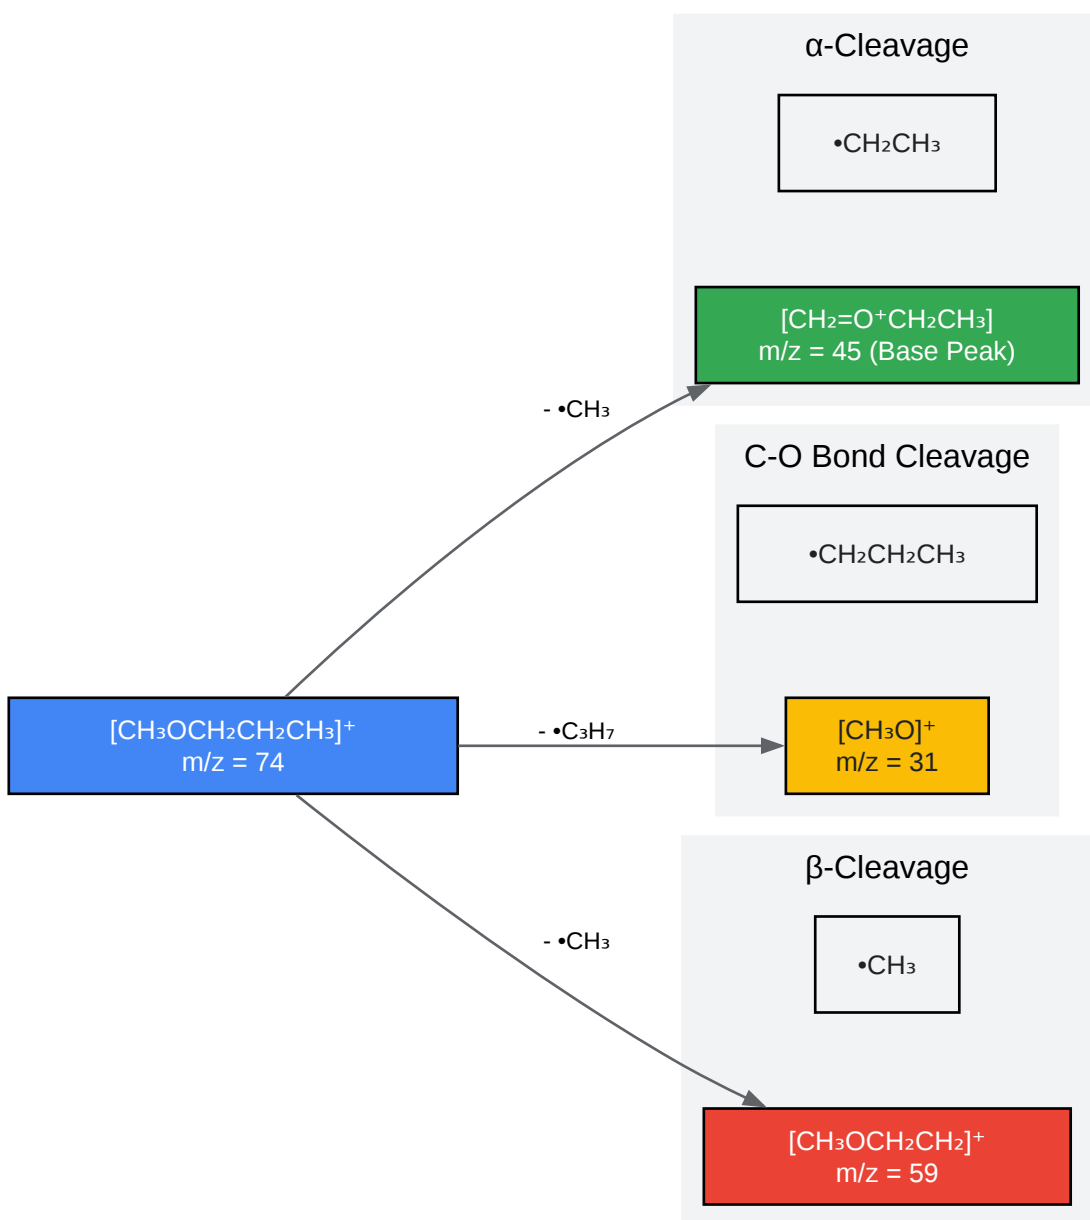 α-Cleavage
•CH₂CH₃
[CH₂=O⁺CH₂CH₃]
m/z = 45 (Base Peak)
- •CH₃
C-O Bond Cleavage
•CH₂CH₂CH₃
[CH₃OCH₂CH₂CH₃]⁺
m/z = 74
- •C₃H₇
[CH₃O]⁺
m/z = 31
β-Cleavage
- •CH₃
•CH₃
[CH₃OCH₂CH₂]⁺
m/z = 59